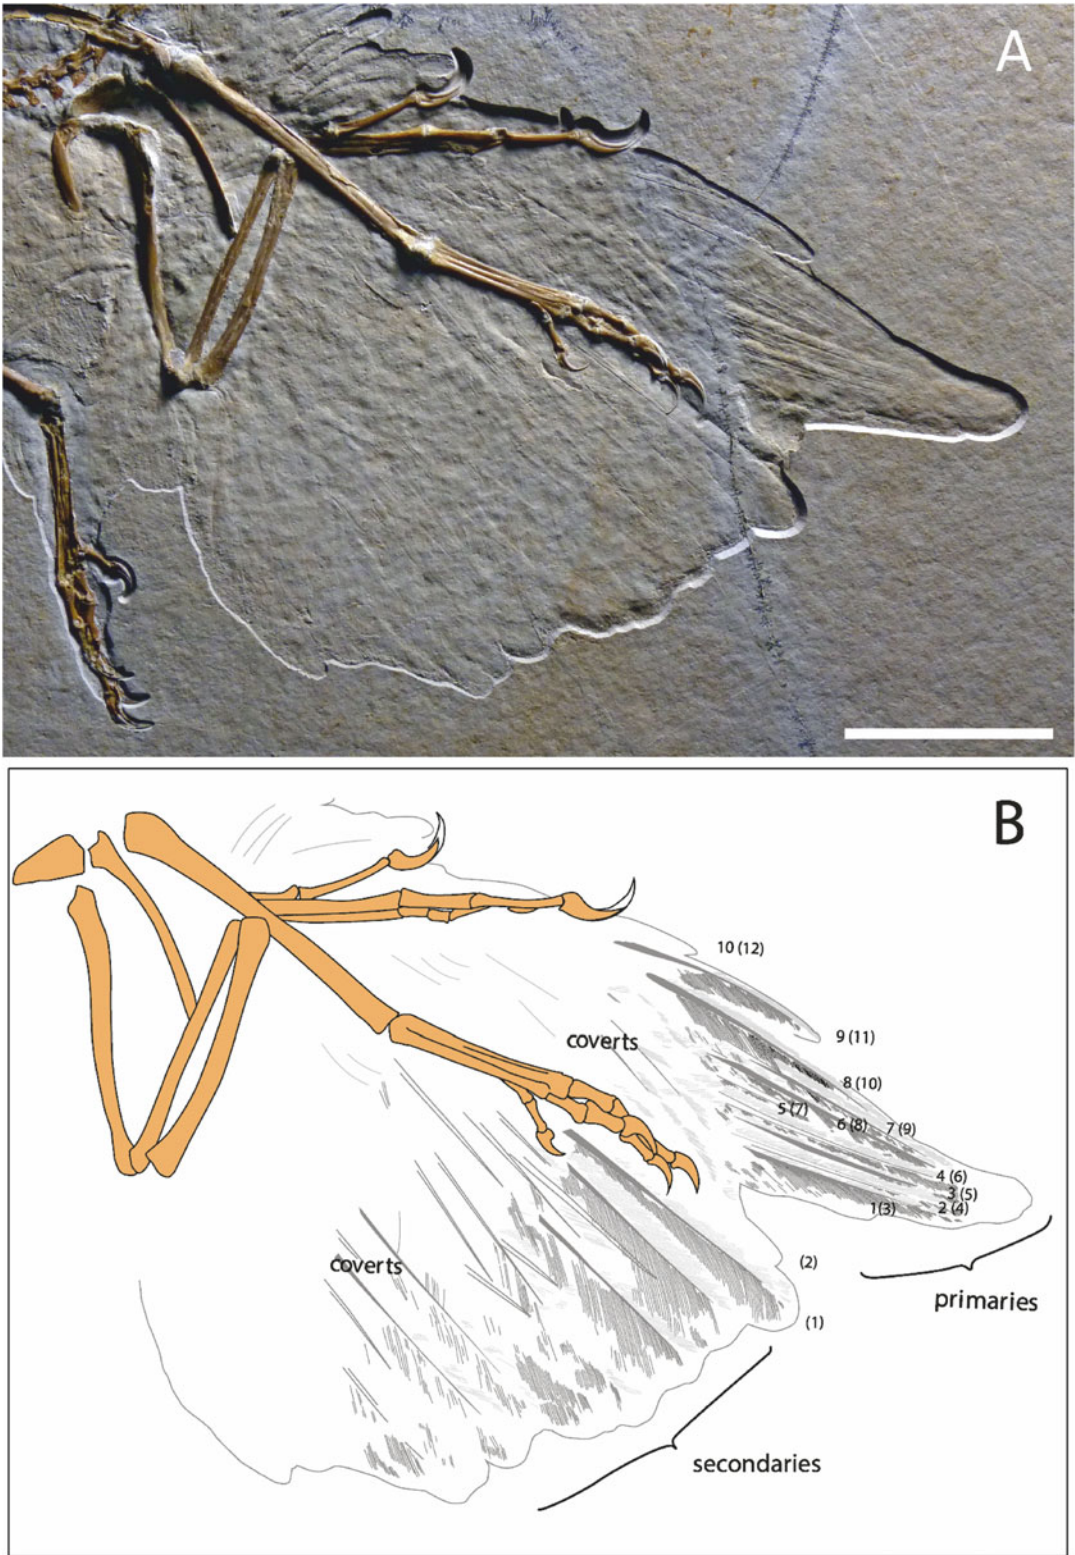 A
B
10 (12)
9 (11)
coverts
8 (10)
5 (7)
6 (8)
7 (9)
4 (6)
3 (5)
1(3)
2 (4)
coverts
(2)
primaries
(1)
secondaries